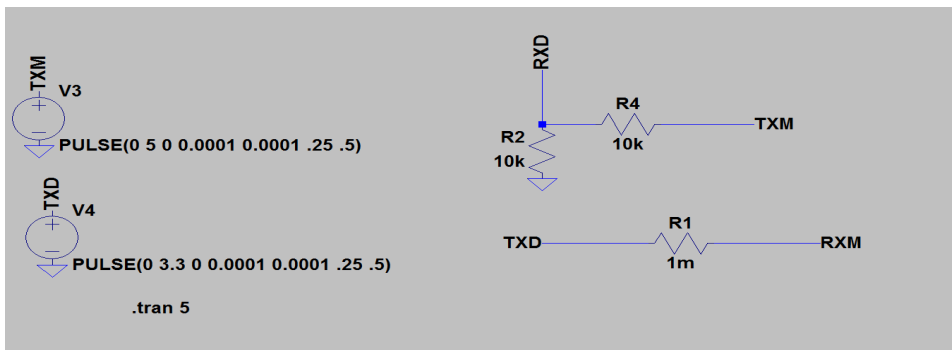 TXM
V3
PULSE(0 5 0 0.0001 0.0001 .25 .5)
TXD
V4
PULSE(0 3.3 0 0.0001 0.0001 .25 .5)
.tran 5
RXD
R4
TXM
10k
R2
10k
R1
TXD
RXM
1m